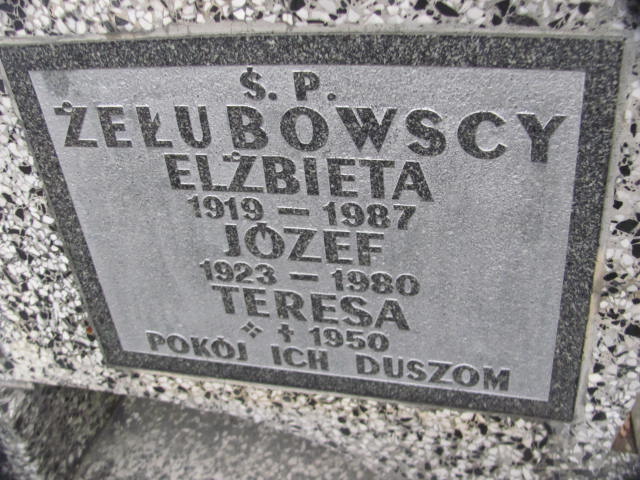 Ś. P.
ŻEŁUBOWSCY
ELŻBIETA
1919 – 1987
JÓZEF
1923 – 1980
TERESA
* † 1950
POKÓJ ICH DUSZOM